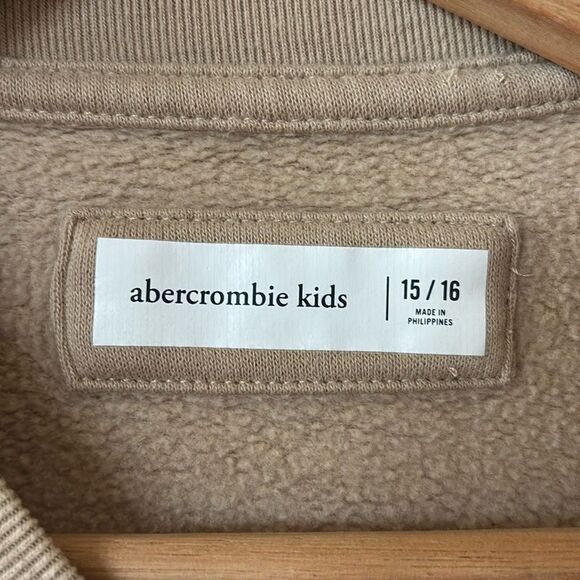 abercrombie kids
15 / 16
MADE IN
PHILIPPINES